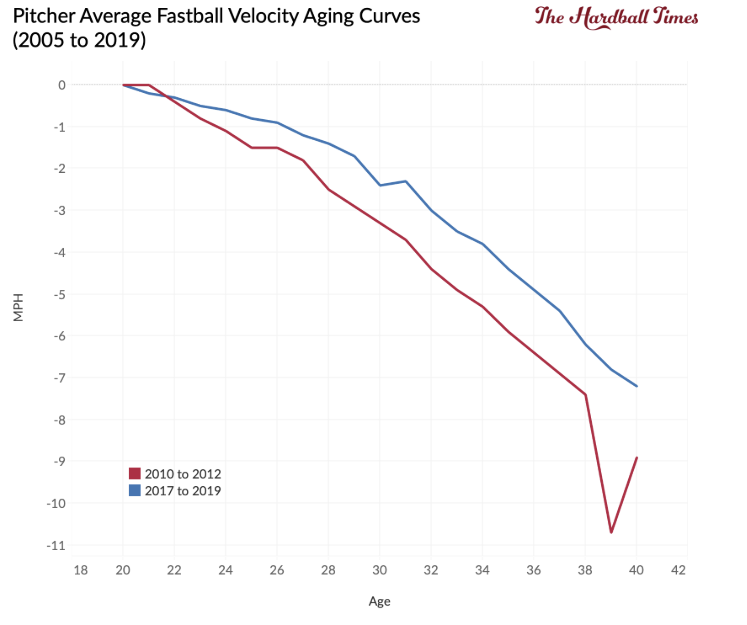 Pitcher Average Fastball Velocity Aging Curves
(2005 to 2019)
The Hardball Times
0
-1
-2
-3
-4
-5
-6
-7
-8
-9
-10
-11
MPH
2010 to 2012
2017 to 2019
18 20 22 24 26 28 30 32 34 36 38 40 42
Age